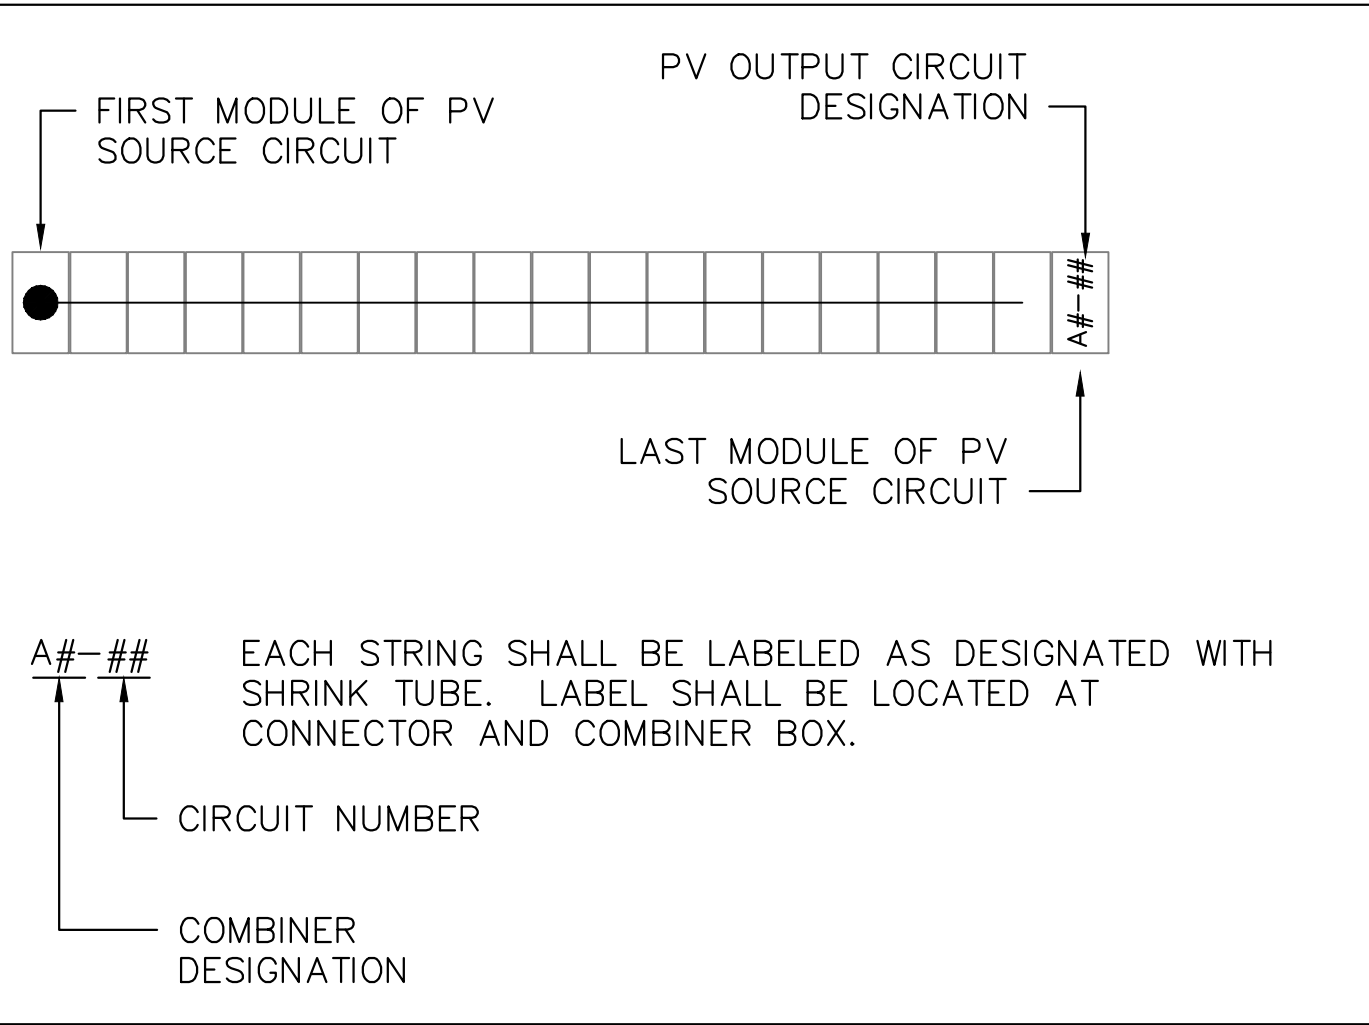 PV OUTPUT CIRCUIT
DESIGNATION
FIRST MODULE OF PV
SOURCE CIRCUIT
A#-##
LAST MODULE OF PV
SOURCE CIRCUIT
A#-##
EACH STRING SHALL BE LABELED AS DESIGNATED WITH
SHRINK TUBE. LABEL SHALL BE LOCATED AT
CONNECTOR AND COMBINER BOX.
CIRCUIT NUMBER
COMBINER
DESIGNATION